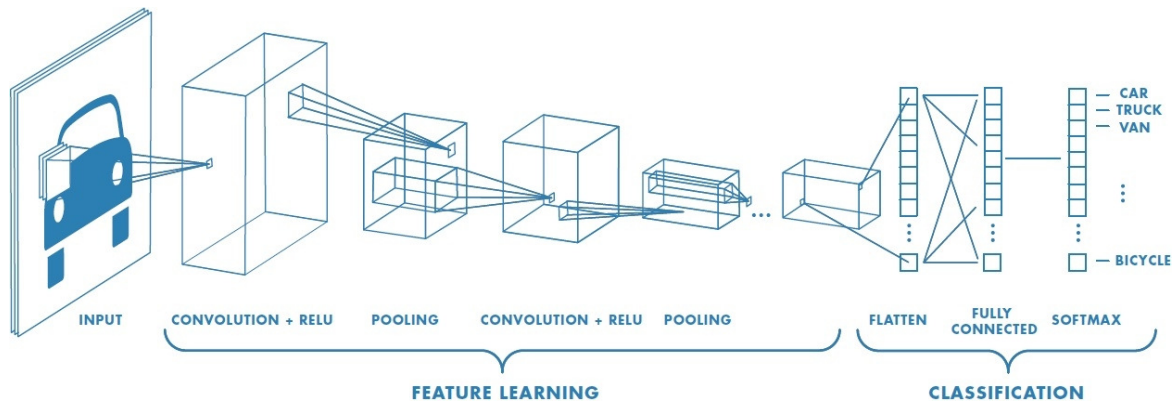 CAR
TRUCK
VAN
BICYCLE
INPUT
CONVOLUTION + RELU
POOLING
CONVOLUTION + RELU
POOLING
FLATTEN
FULLY
CONNECTED
SOFTMAX
FEATURE LEARNING
CLASSIFICATION